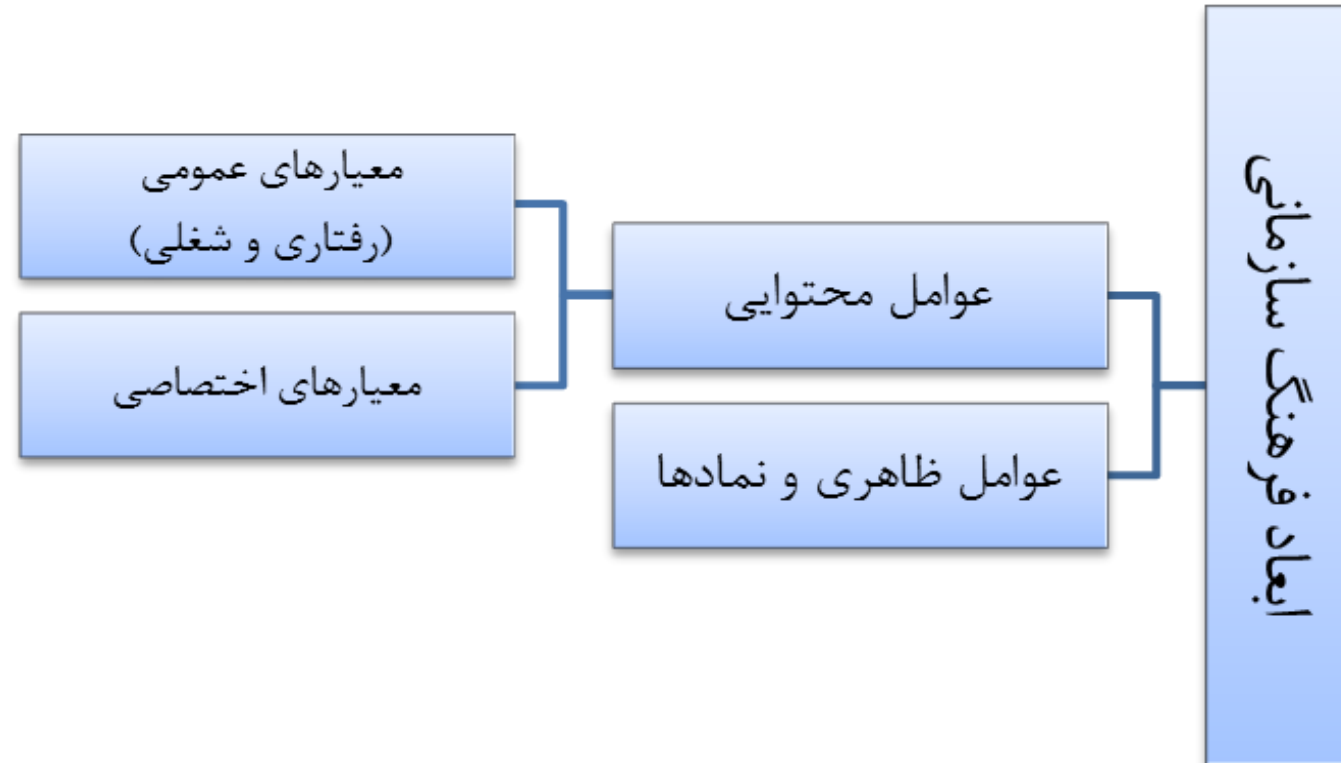 ابعاد فرهنگ سازمانی
عوامل محتوایی
معیارهای عمومی
(رفتاری و شغلی)
معیارهای اختصاصی
عوامل ظاهری و نمادها